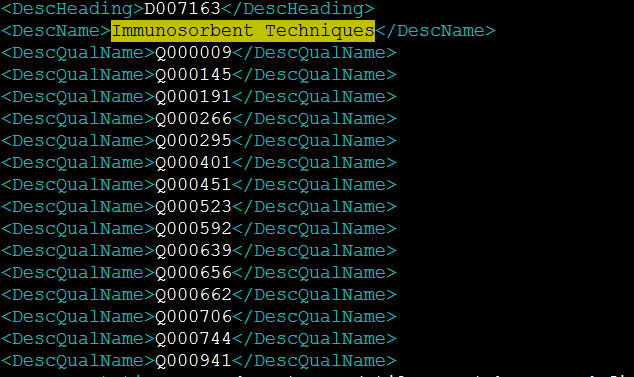 <DescHeading>D007163</DescHeading>
<DescName>Immunosorbent Techniques</DescName>
<DescQualName>Q000009</DescQualName>
<DescQualName>Q000145</DescQualName>
<DescQualName>Q000191</DescQualName>
<DescQualName>Q000266</DescQualName>
<DescQualName>Q000295</DescQualName>
<DescQualName>Q000401</DescQualName>
<DescQualName>Q000451</DescQualName>
<DescQualName>Q000523</DescQualName>
<DescQualName>Q000592</DescQualName>
<DescQualName>Q000639</DescQualName>
<DescQualName>Q000656</DescQualName>
<DescQualName>Q000662</DescQualName>
<DescQualName>Q000706</DescQualName>
<DescQualName>Q000744</DescQualName>
<DescQualName>Q000941</DescQualName>